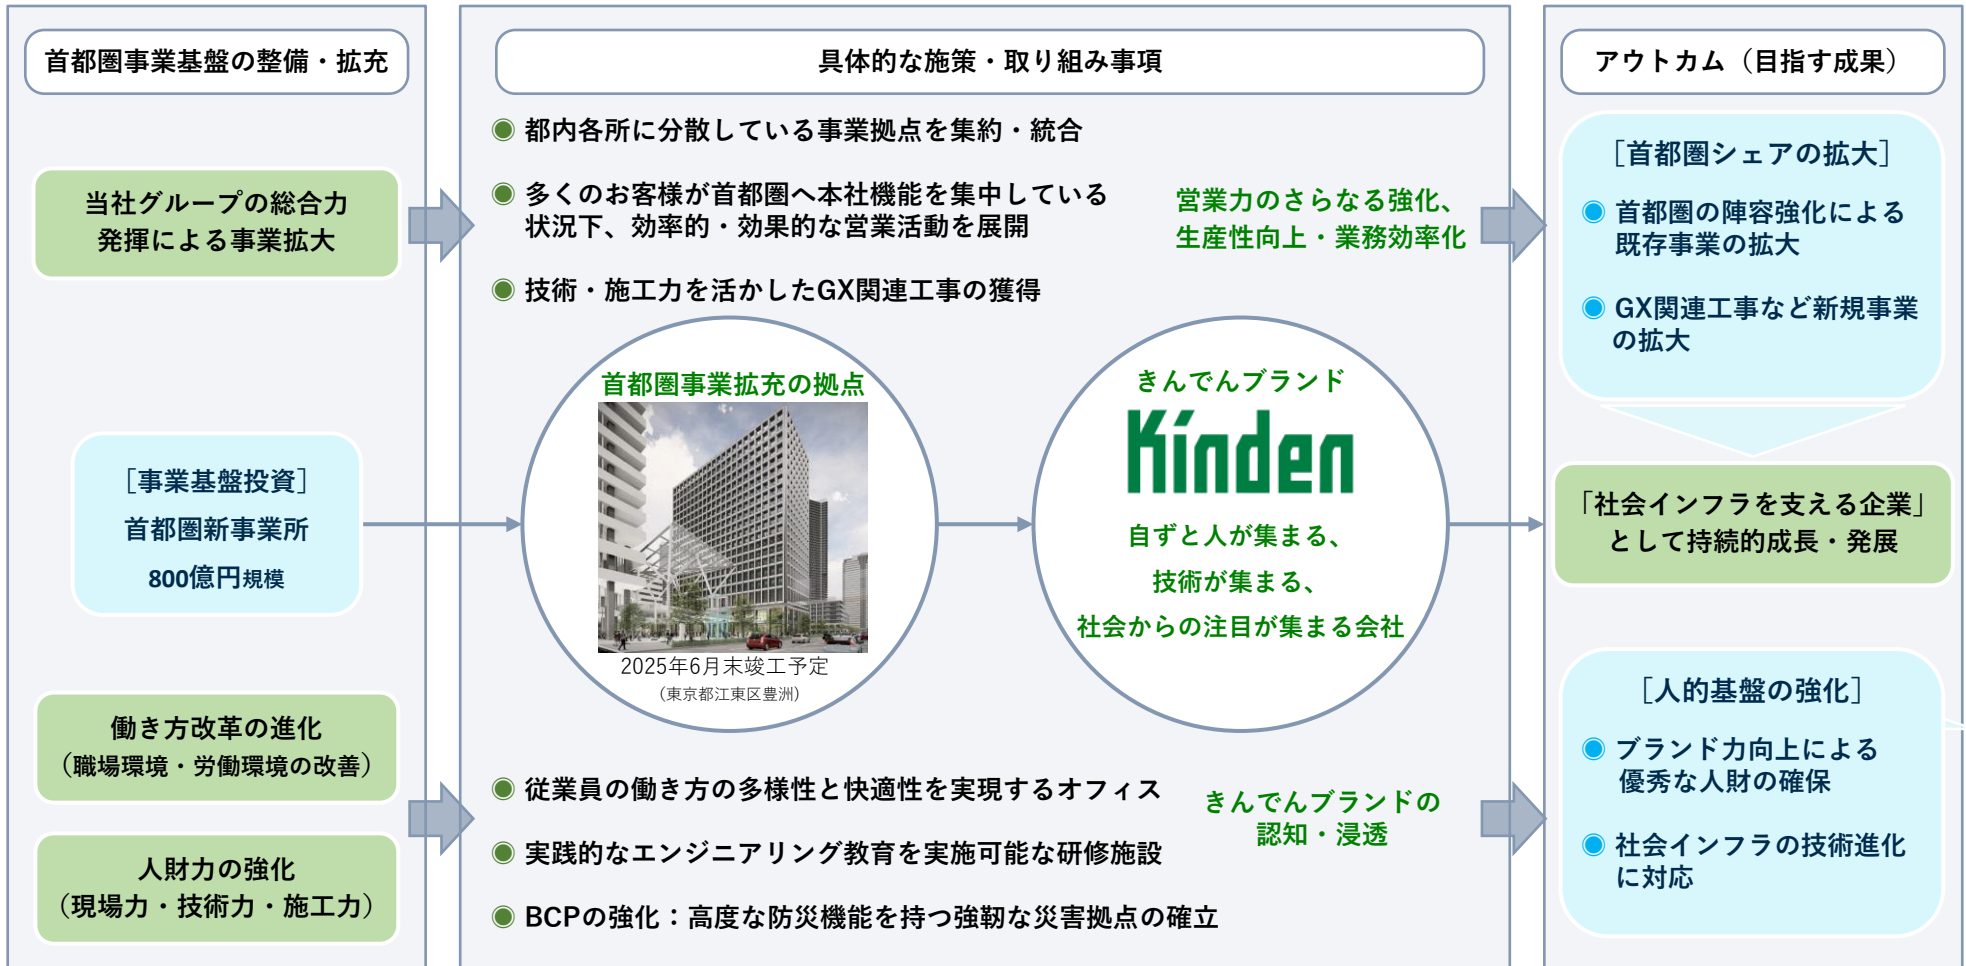 首都圏事業基盤の整備・拡充
当社グループの総合力
発揮による事業拡大
［事業基盤投資］
首都圏新事業所
800億円規模
働き方改革の進化
（職場環境・労働環境の改善）
人財力の強化
（現場力・技術力・施工力）
具体的な施策・取り組み事項
◉ 都内各所に分散している事業拠点を集約・統合
◉ 多くのお客様が首都圏へ本社機能を集中している
状況下、効率的・効果的な営業活動を展開
◉ 技術・施工力を活かしたGX関連工事の獲得
営業力のさらなる強化、
生産性向上・業務効率化
首都圏事業拡充の拠点
2025年6月末竣工予定
（東京都江東区豊洲）
きんでんブランド
Kinden
自ずと人が集まる、
技術が集まる、
社会からの注目が集まる会社
◉ 従業員の働き方の多様性と快適性を実現するオフィス
◉ 実践的なエンジニアリング教育を実施可能な研修施設
◉ BCPの強化：高度な防災機能を持つ強靭な災害拠点の確立
きんでんブランドの
認知・浸透
アウトカム（目指す成果）
［首都圏シェアの拡大］
◉ 首都圏の陣容強化による
既存事業の拡大
◉ GX関連工事など新規事業
の拡大
「社会インフラを支える企業」
として持続的成長・発展
［人的基盤の強化］
◉ ブランド力向上による
優秀な人財の確保
◉ 社会インフラの技術進化
に対応